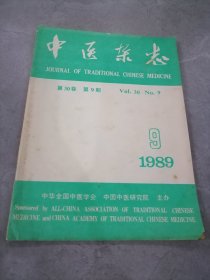 中医杂志
JOURNAL OF TRADITIONAL CHINESE MEDICINE
第30卷 第9期 Vol. 30 No. 9
9
1989
中华全国中医学会 中国中医研究院 主办
Sponsored by ALL-CHINA ASSOCIATION OF TRADITIONAL CHINESE
MEDICINE and CHINA ACADEMY OF TRADITIONAL CHINESE MEDICINE